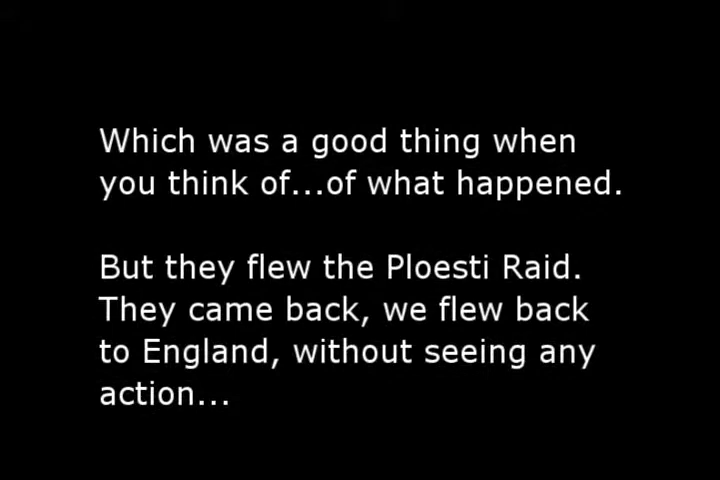 Which was a good thing when
you think of...of what happened.
But they flew the Ploesti Raid.
They came back, we flew back
to England, without seeing any
action...